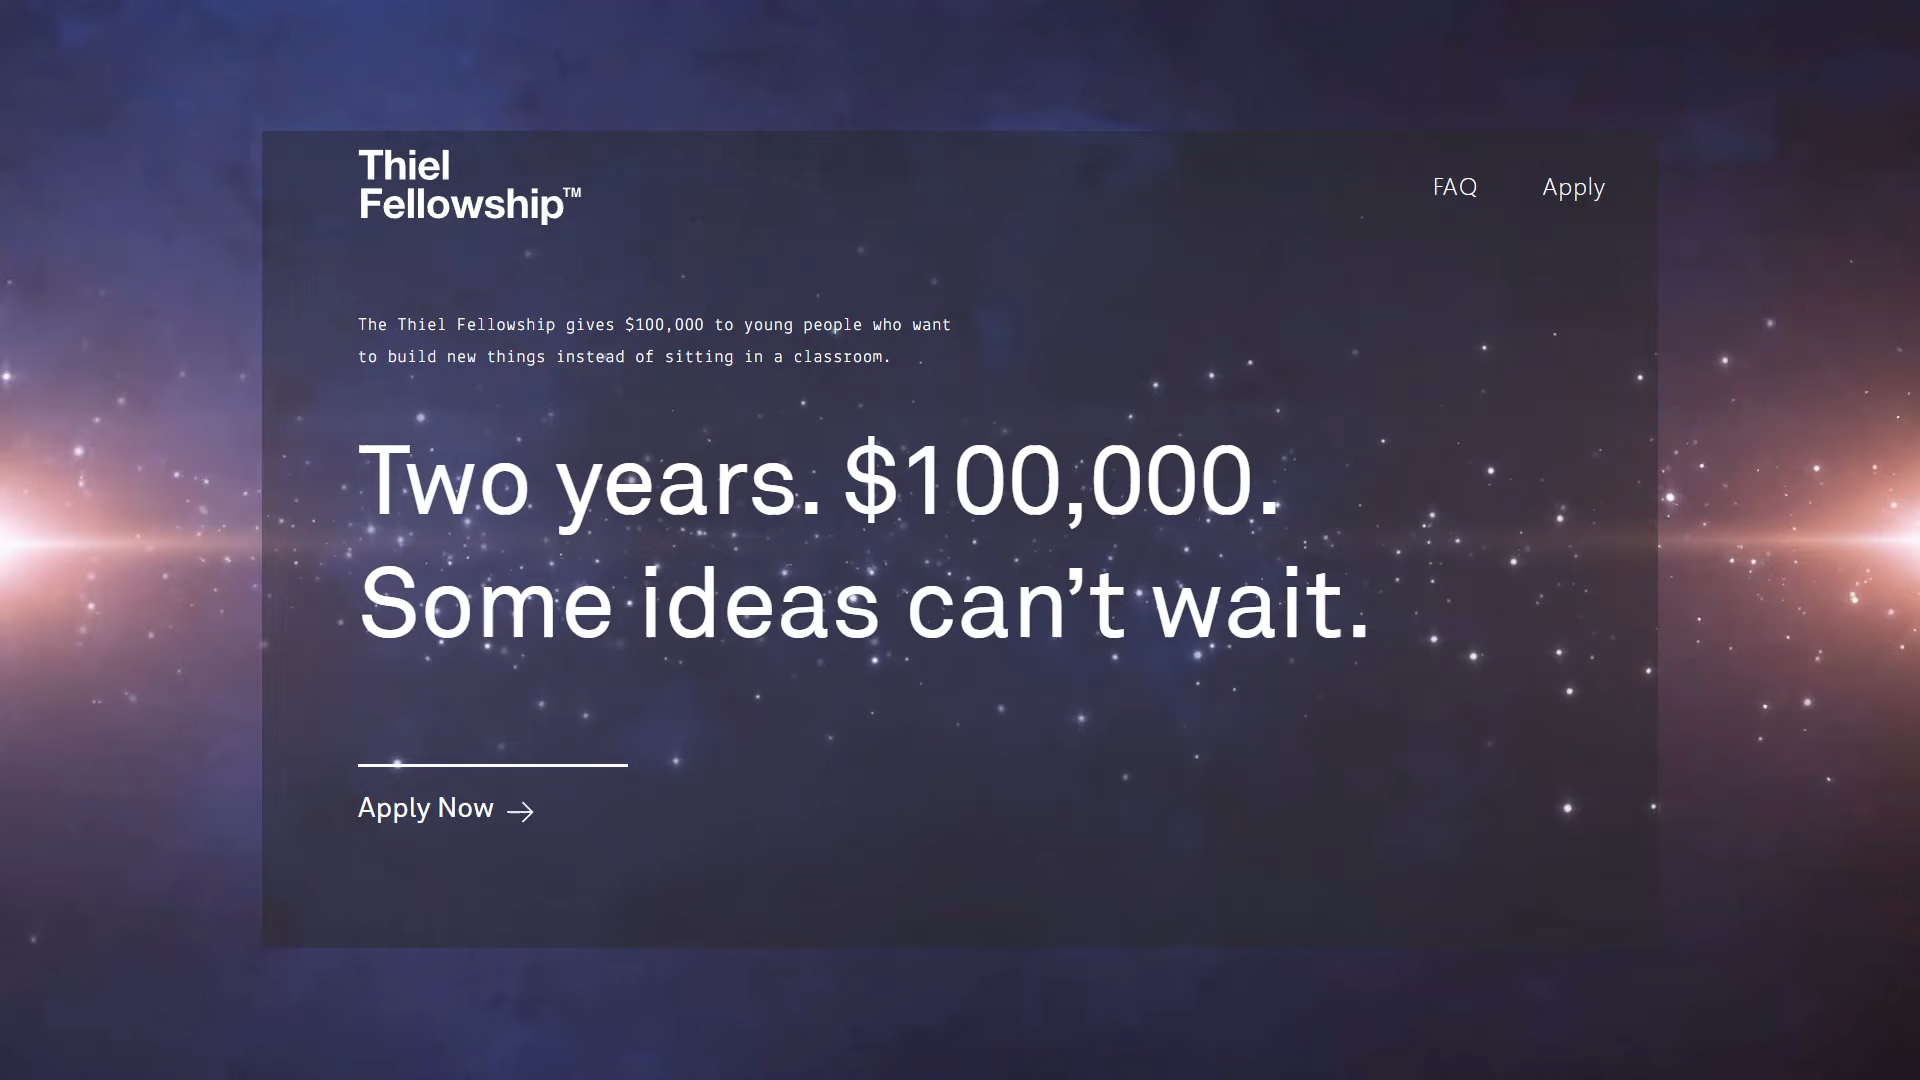 Thiel
Fellowship™
FAQ
Apply
The Thiel Fellowship gives $100,000 to young people who want
to build new things instead of sitting in a classroom.
Two years. $100,000.
Some ideas can’t wait.
Apply Now →